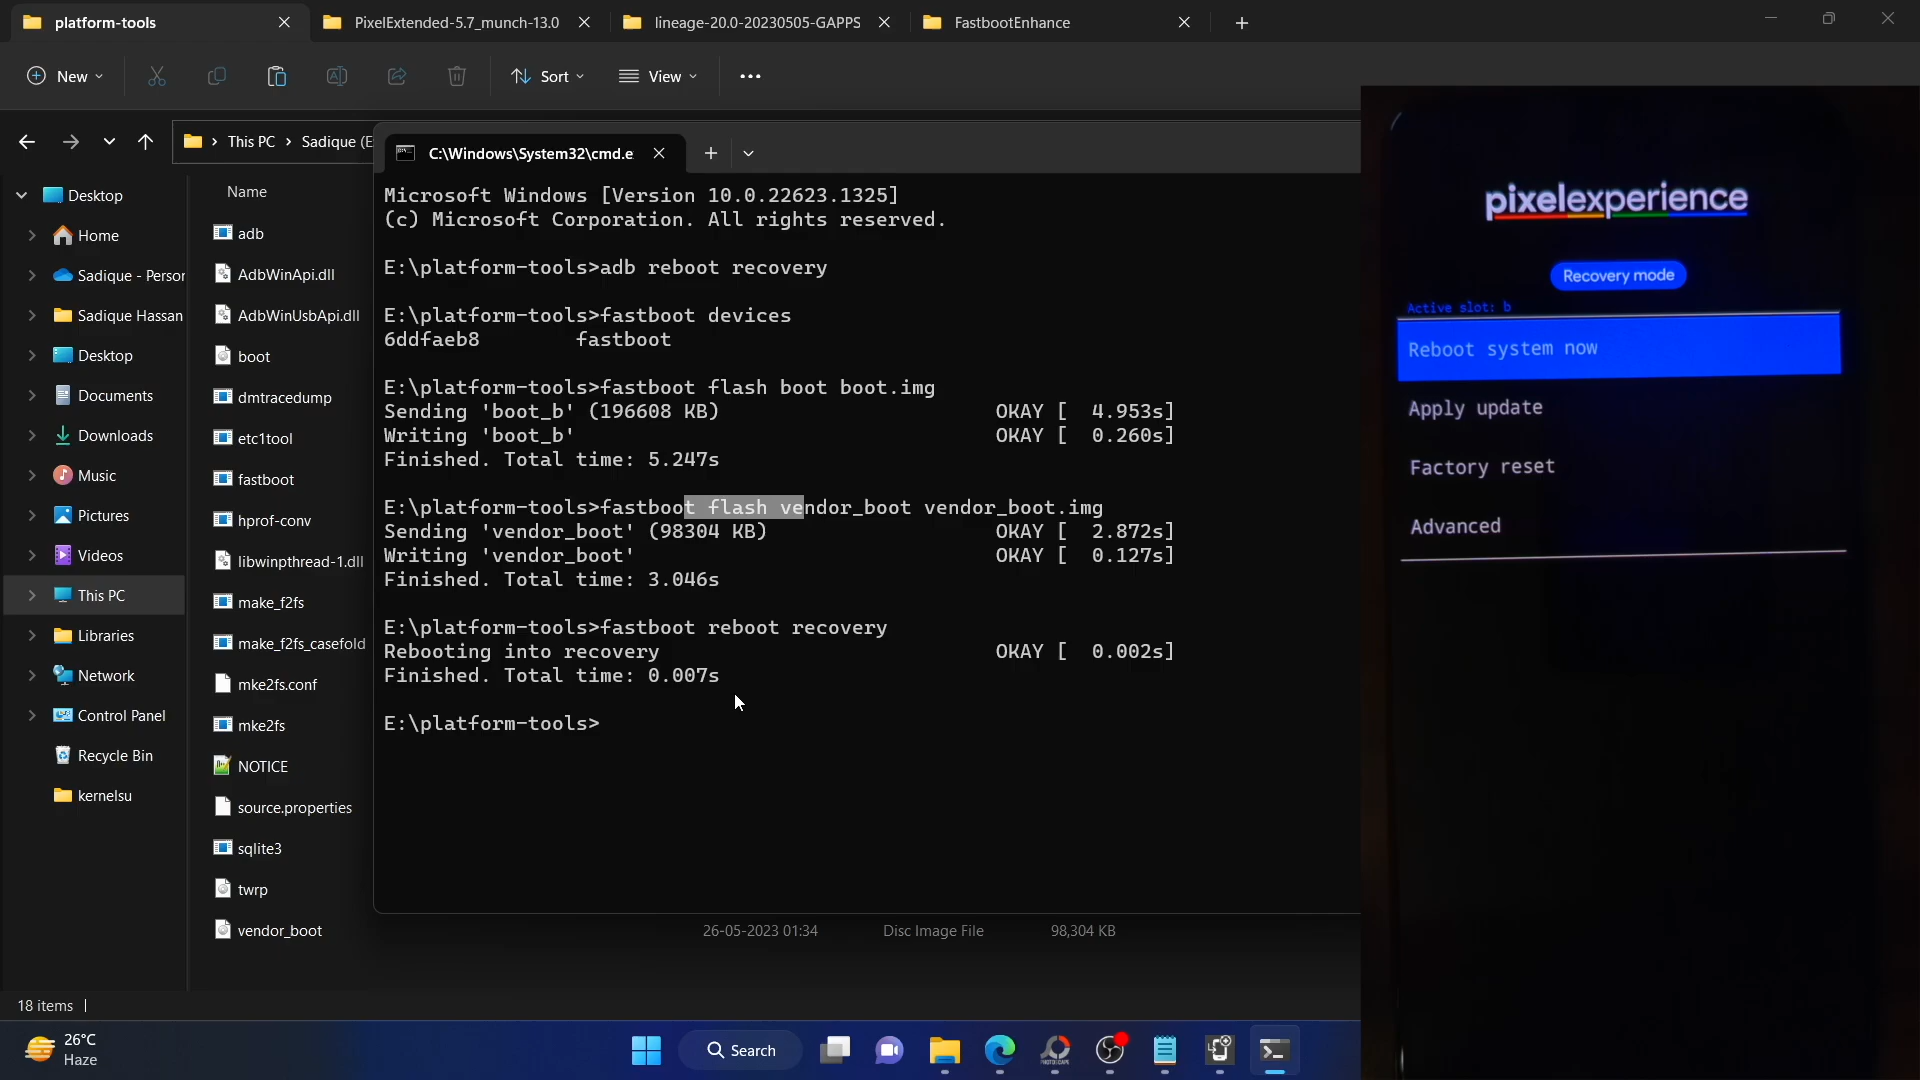 platform-tools
PixelExtended-5.7_munch-13.0
lineage-20.0-20230505-GAPPS
FastbootEnhance
New
Sort
View
This PC
Sadique (E
C:\Windows\System32\cmd.e
Desktop
Home
Sadique - Persor
Sadique Hassan
Desktop
Documents
Downloads
Music
Pictures
Videos
This PC
Libraries
Network
Control Panel
Recycle Bin
kernelsu
Name
adb
AdbWinApi.dll
AdbWinUsbApi.dll
boot
dmtracedump
etc1tool
fastboot
hprof-conv
libwinpthread-1.dll
make_f2fs
make_f2fs_casefold
mke2fs.conf
mke2fs
NOTICE
source.properties
sqlite3
twrp
vendor_boot
26-05-2023 01:34 Disc Image File 98,304 KB
Microsoft Windows [Version 10.0.22623.1325]
(c) Microsoft Corporation. All rights reserved.
E:\platform-tools>adb reboot recovery
E:\platform-tools>fastboot devices
6ddfaeb8 fastboot
E:\platform-tools>fastboot flash boot boot.img
Sending 'boot_b' (196608 KB) OKAY [ 4.953s]
Writing 'boot_b' OKAY [ 0.260s]
Finished. Total time: 5.247s
E:\platform-tools>fastboot flash vendor_boot vendor_boot.img
Sending 'vendor_boot' (98304 KB) OKAY [ 2.872s]
Writing 'vendor_boot' OKAY [ 0.127s]
Finished. Total time: 3.046s
E:\platform-tools>fastboot reboot recovery
Rebooting into recovery OKAY [ 0.002s]
Finished. Total time: 0.007s
E:\platform-tools>
pixelexperience
Recovery mode
Active slot: b
Reboot system now
Apply update
Factory reset
Advanced
18 items
26°C
Haze
Search